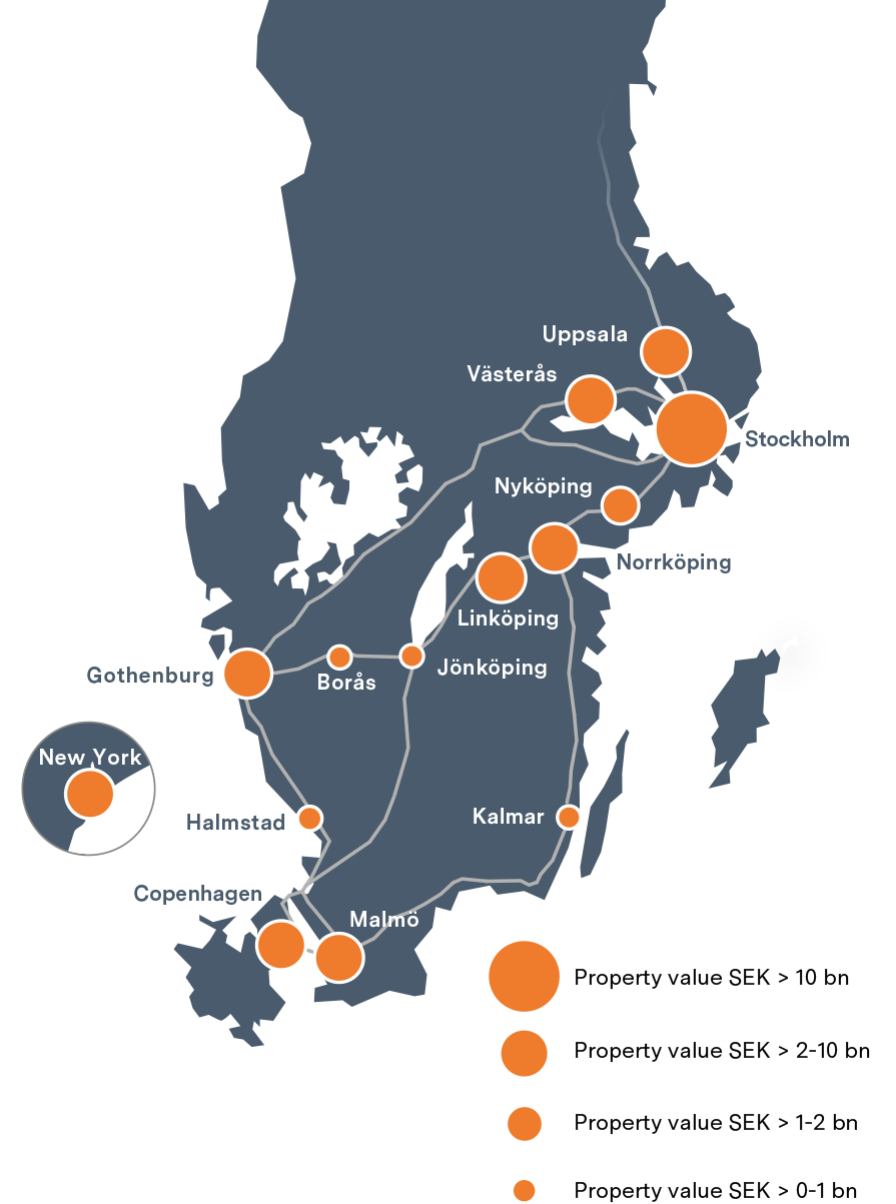 Uppsala
Västerås
Stockholm
Nyköping
Norrköping
Linköping
Gothenburg
Borås
Jönköping
New York
Halmstad
Kalmar
Copenhagen
Malmö
Property value SEK > 10 bn
Property value SEK > 2-10 bn
Property value SEK > 1-2 bn
Property value SEK > 0-1 bn